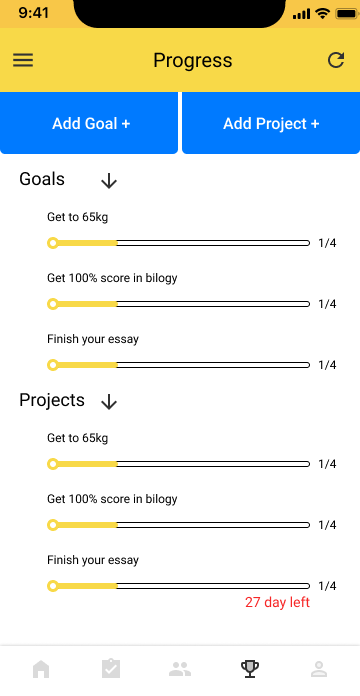 9:41
Progress
Add Goal +
Add Project +
Goals
Get to 65kg
1/4
Get 100% score in bilogy
1/4
Finish your essay
1/4
Projects
Get to 65kg
1/4
Get 100% score in bilogy
1/4
Finish your essay
1/4
27 day left